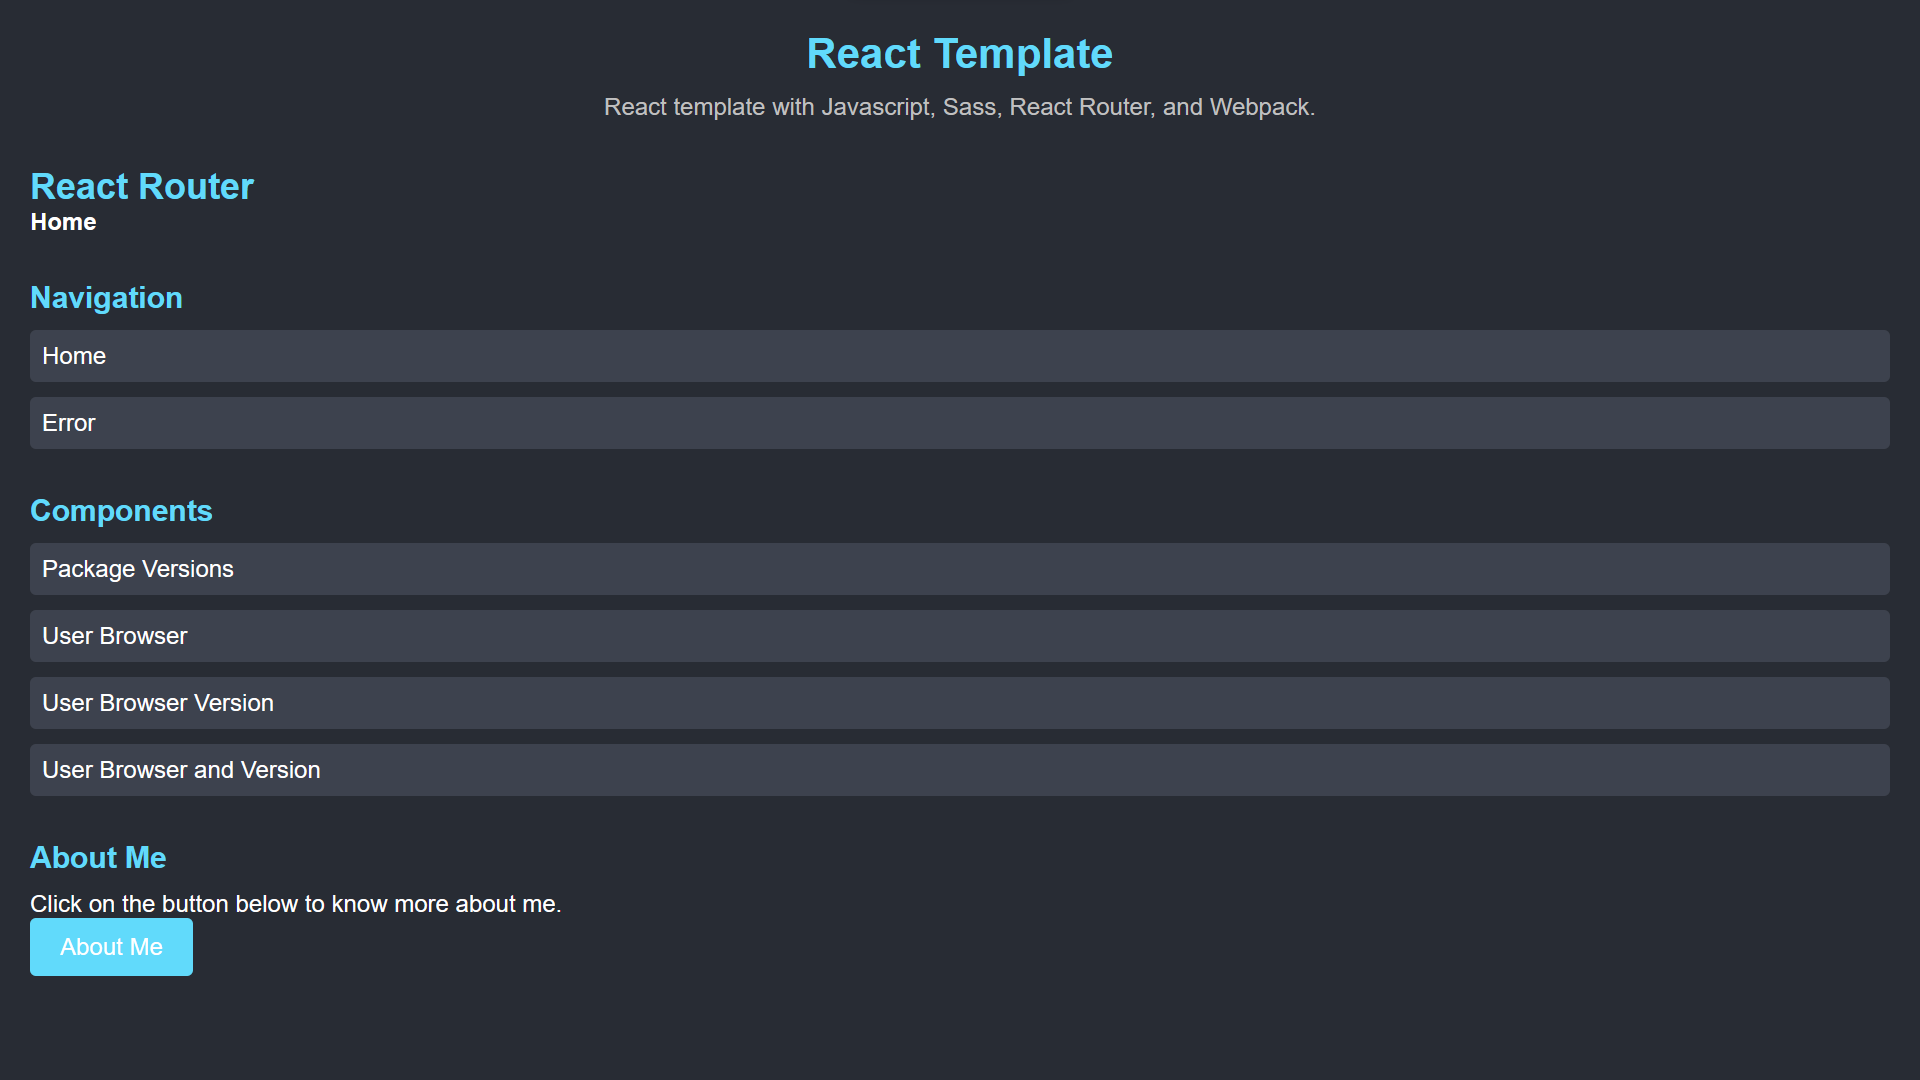 React Template
React template with Javascript, Sass, React Router, and Webpack.
React Router
Home
Navigation
Home
Error
Components
Package Versions
User Browser
User Browser Version
User Browser and Version
About Me
Click on the button below to know more about me.
About Me